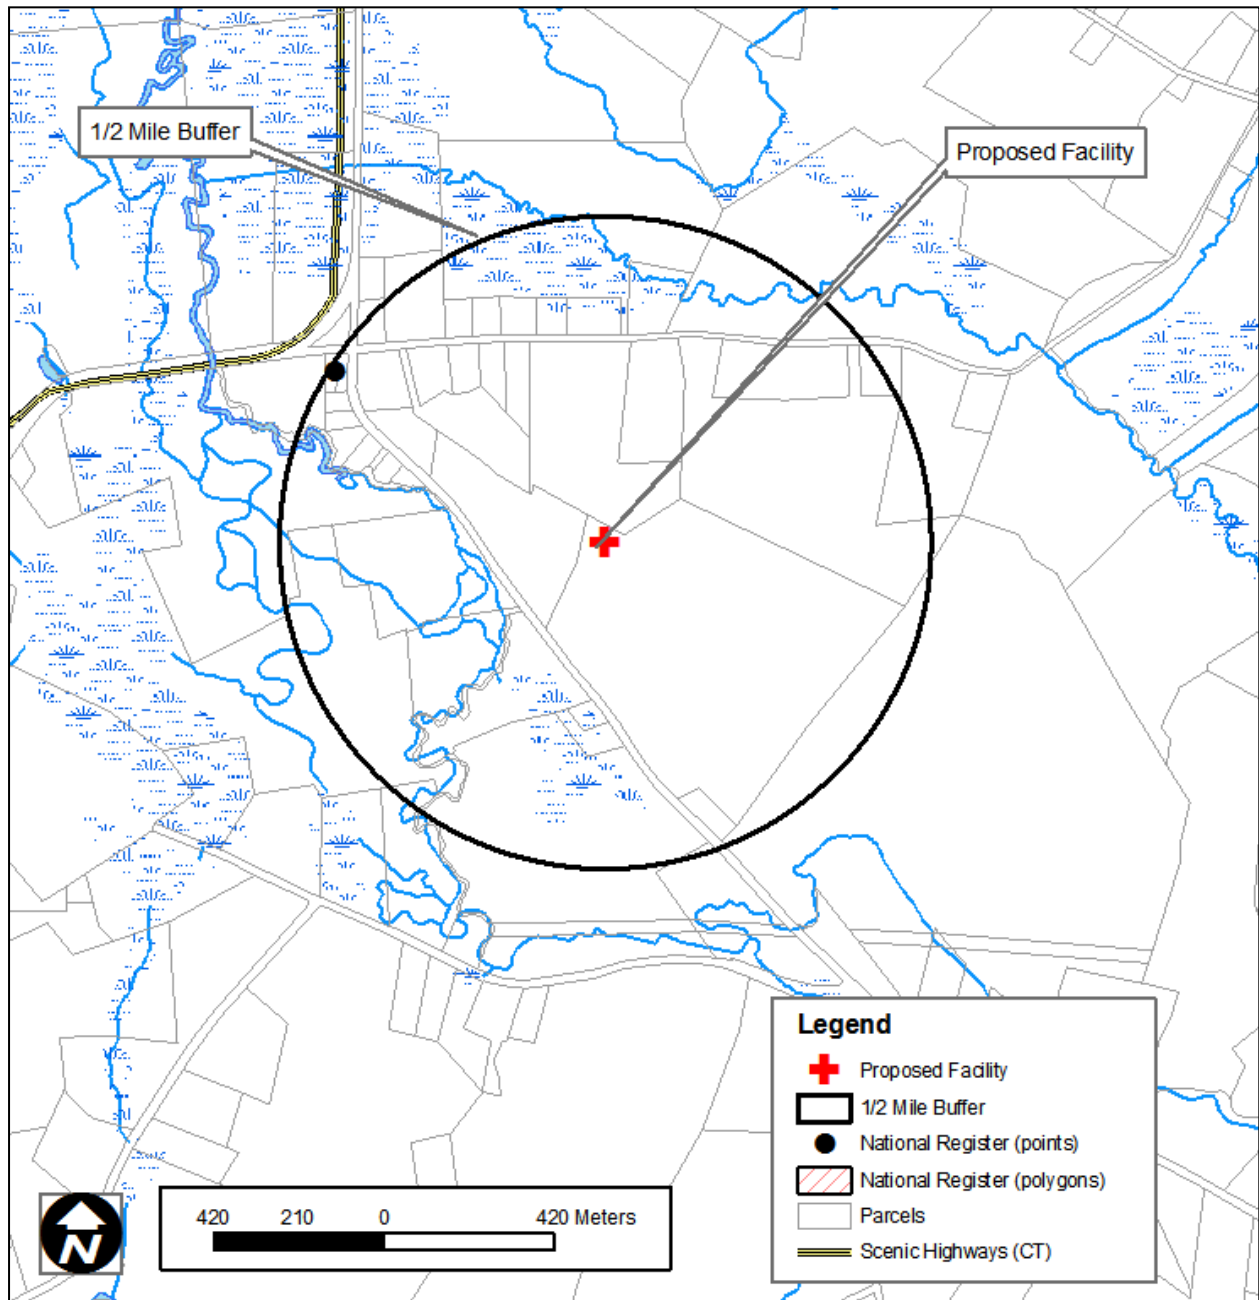 1/2 Mile Buffer
Proposed Facility
Legend
Proposed Facility
1/2 Mile Buffer
National Register (points)
National Register (polygons)
Parcels
Scenic Highways (CT)
N
420 210 0 420 Meters